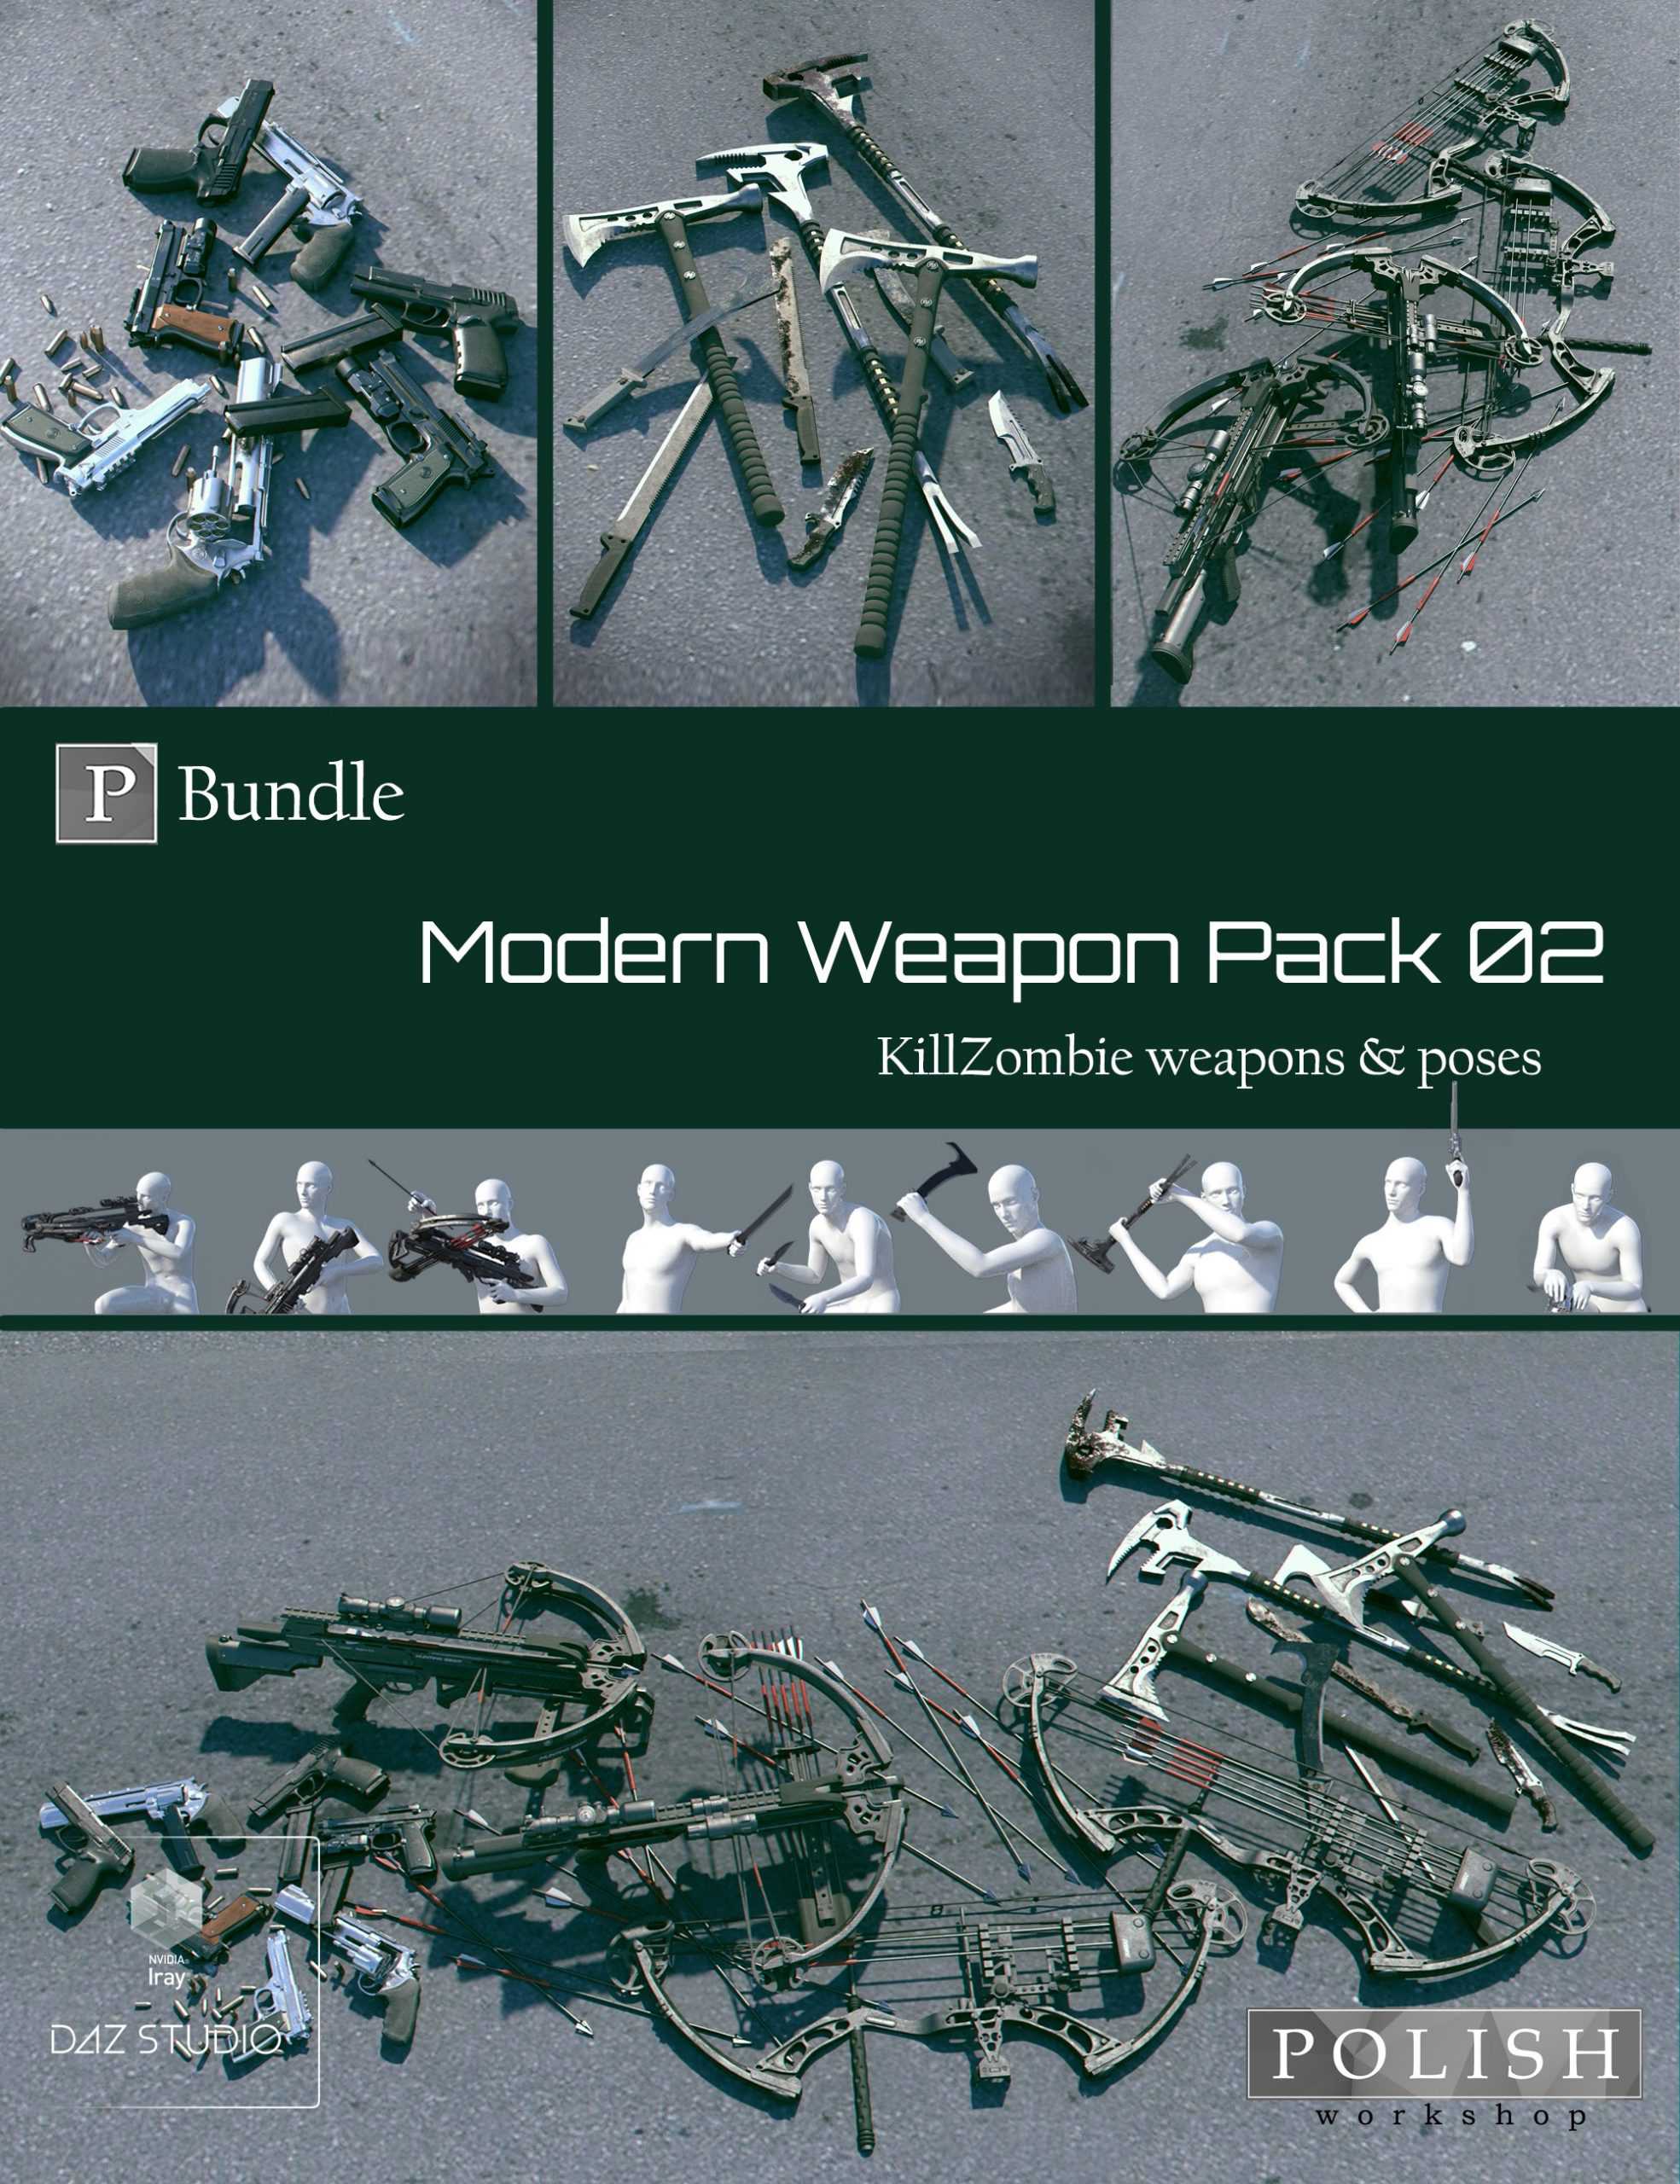 P Bundle
Modern Weapon Pack 02
KillZombie weapons & poses
NVIDIA
Iray
DAZ STUDIO
POLISH
workshop